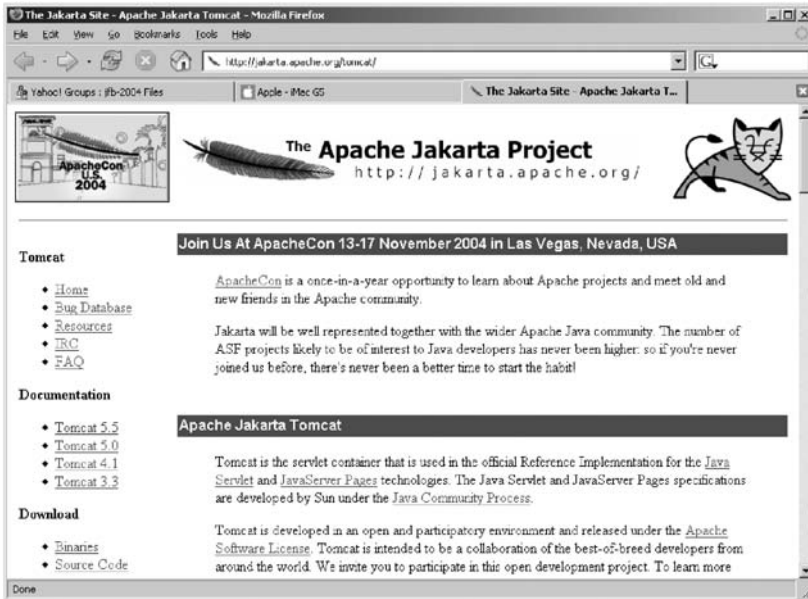 The Jakarta Site - Apache Jakarta Tomcat - Mozilla Firefox
File Edit View Go Bookmarks Tools Help
http://jakarta.apache.org/tomcat/
G
Yahoo! Groups : jfb-2004 Files
Apple - iMac G5
The Jakarta Site - Apache Jakarta T...
ApacheCon
U.S.
2004
The Apache Jakarta Project
http://jakarta.apache.org/
Tomcat
Home
Bug Database
Resources
IRC
FAQ
Documentation
Tomcat 5.5
Tomcat 5.0
Tomcat 4.1
Tomcat 3.3
Download
Binaries
Source Code
Join Us At ApacheCon 13-17 November 2004 in Las Vegas, Nevada, USA
ApacheCon is a once-in-a-year opportunity to learn about Apache projects and meet old and
new friends in the Apache community.
Jakarta will be well represented together with the wider Apache Java community. The number of
ASF projects likely to be of interest to Java developers has never been higher: so if you're never
joined us before, there's never been a better time to start the habit!
Apache Jakarta Tomcat
Tomcat is the servlet container that is used in the official Reference Implementation for the Java
Servlet and JavaServer Pages technologies. The Java Servlet and JavaServer Pages specifications
are developed by Sun under the Java Community Process.
Tomcat is developed in an open and participatory environment and released under the Apache
Software License. Tomcat is intended to be a collaboration of the best-of-breed developers from
around the world. We invite you to participate in this open development project. To learn more
Done